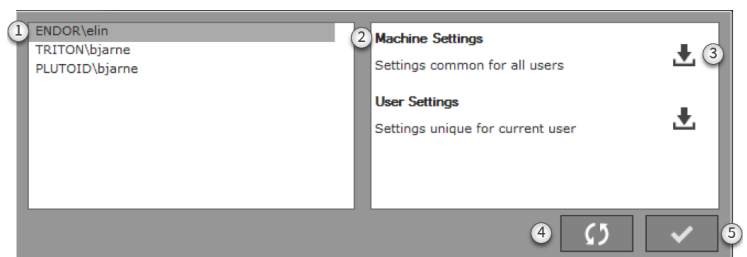 1
ENDOR\elin
TRITON\bjarne
PLUTOID\bjarne
2
Machine Settings
3
Settings common for all users
User Settings
Settings unique for current user
4
5